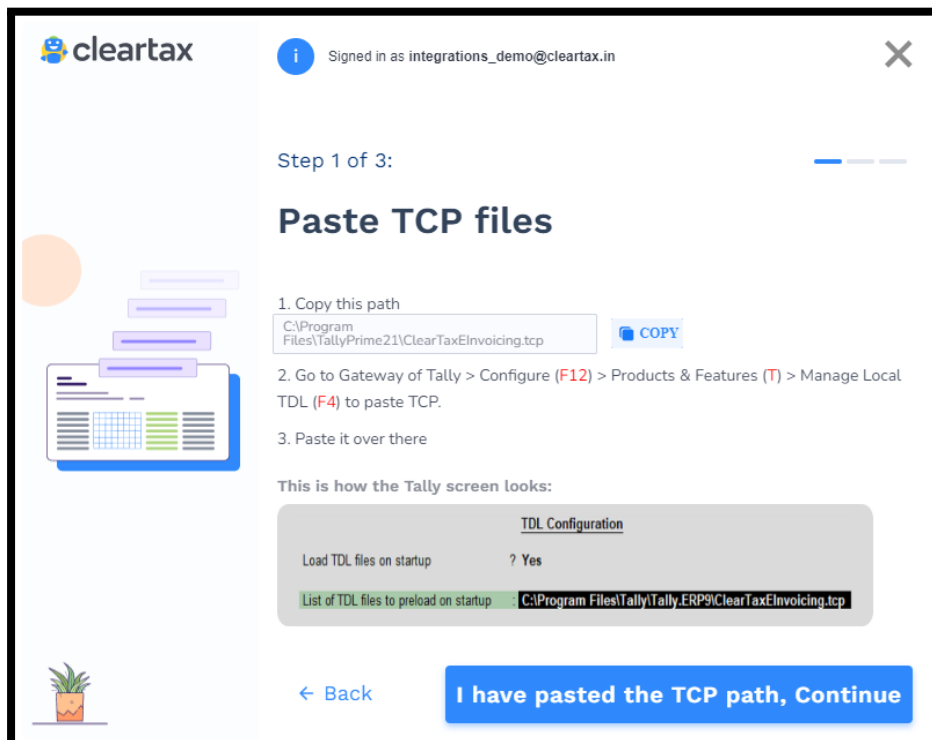 cleartax
i
Signed in as integrations_demo@cleartax.in
Step 1 of 3:
Paste TCP files
1. Copy this path
C:\Program
Files\TallyPrime21\ClearTaxEInvoicing.tcp
COPY
2. Go to Gateway of Tally > Configure (F12) > Products & Features (T) > Manage Local
TDL (F4) to paste TCP.
3. Paste it over there
This is how the Tally screen looks:
TDL Configuration
Load TDL files on startup ? Yes
List of TDL files to preload on startup : C:\Program Files\Tally\Tally.ERP9\ClearTaxEInvoicing.tcp
← Back
I have pasted the TCP path, Continue